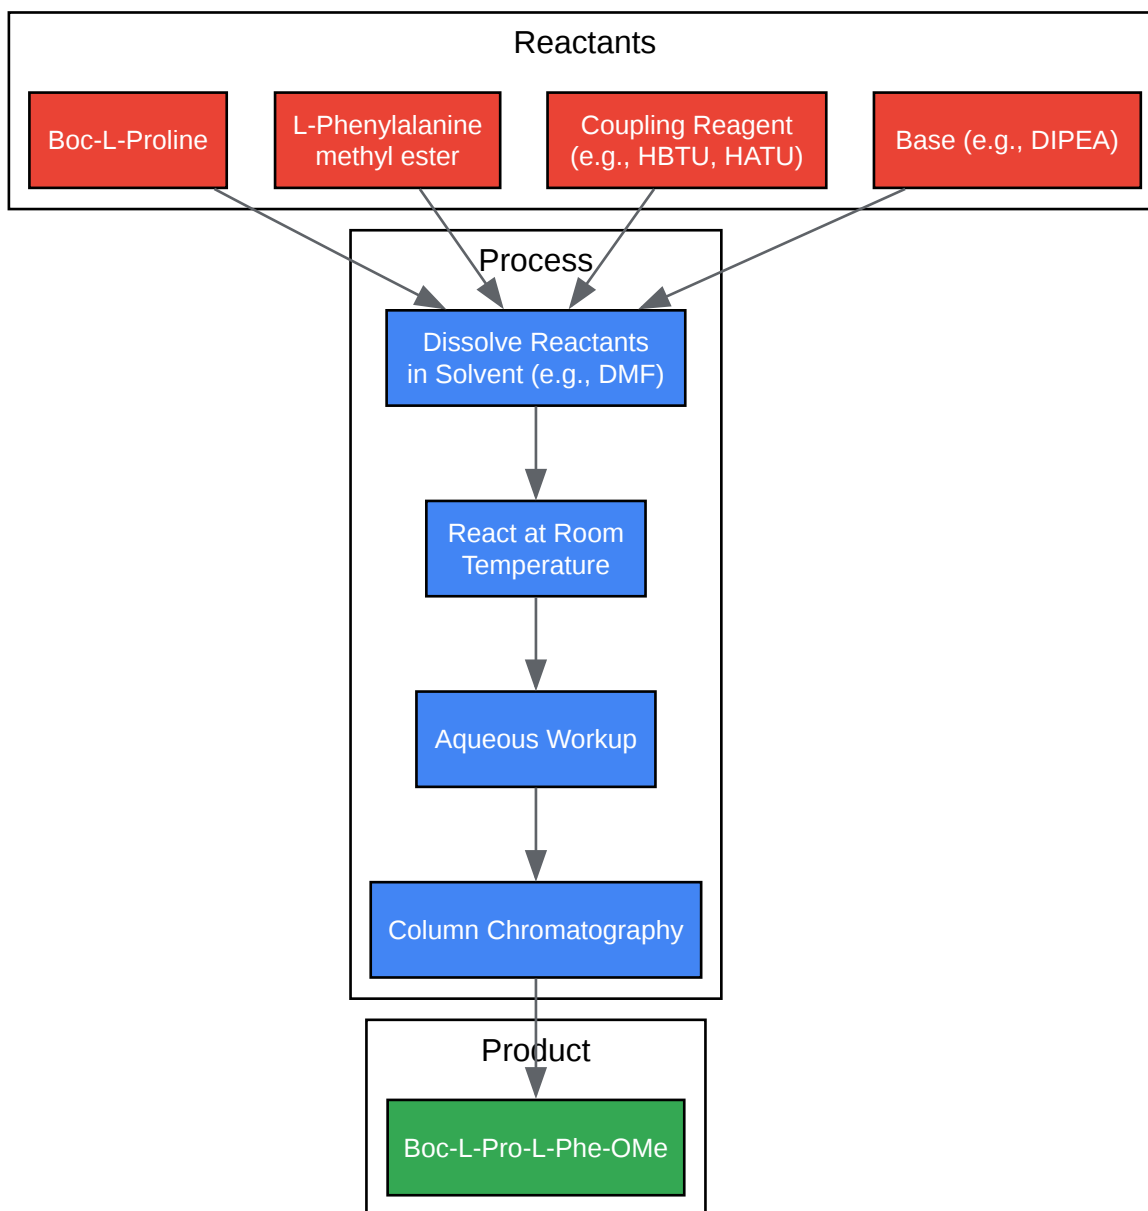 Reactants
Boc-L-Proline
L-Phenylalanine
methyl ester
Coupling Reagent
(e.g., HBTU, HATU)
Base (e.g., DIPEA)
Process
Dissolve Reactants
in Solvent (e.g., DMF)
React at Room
Temperature
Aqueous Workup
Column Chromatography
Product
Boc-L-Pro-L-Phe-OMe